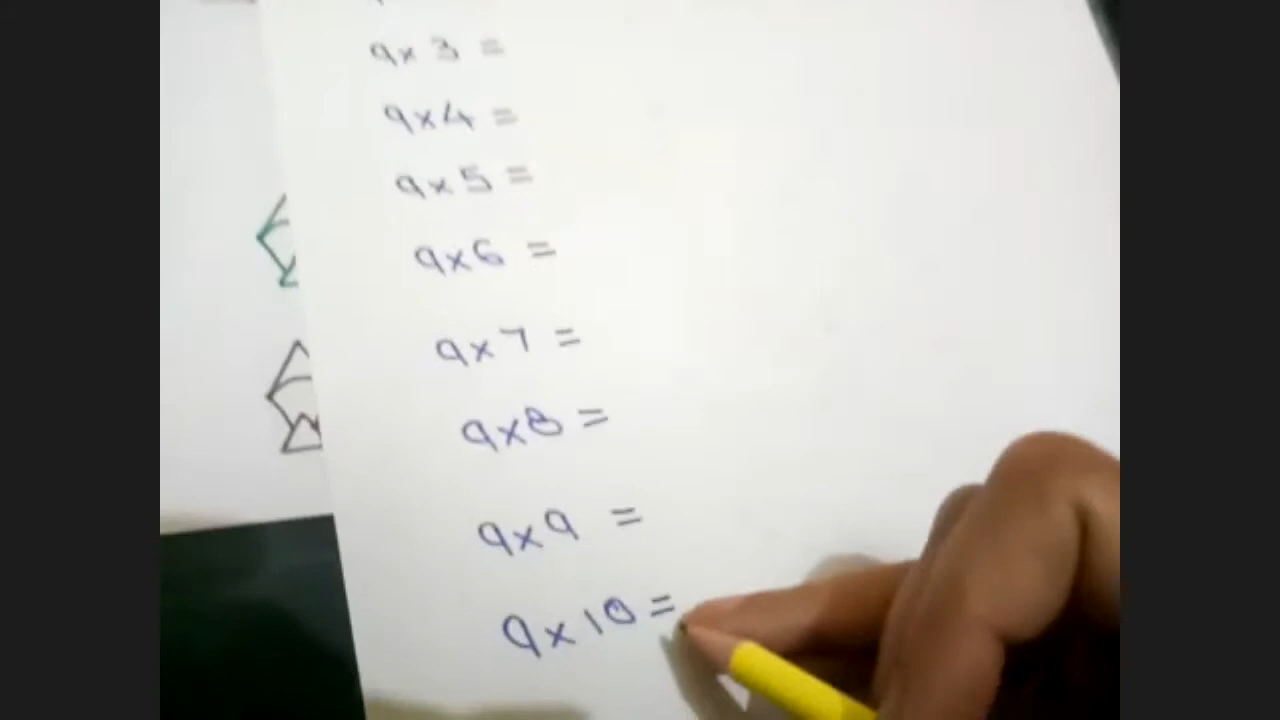 9x3 =
9x4 =
9x5 =
9x6 =
9x7 =
9x8 =
9x9 =
9x10=